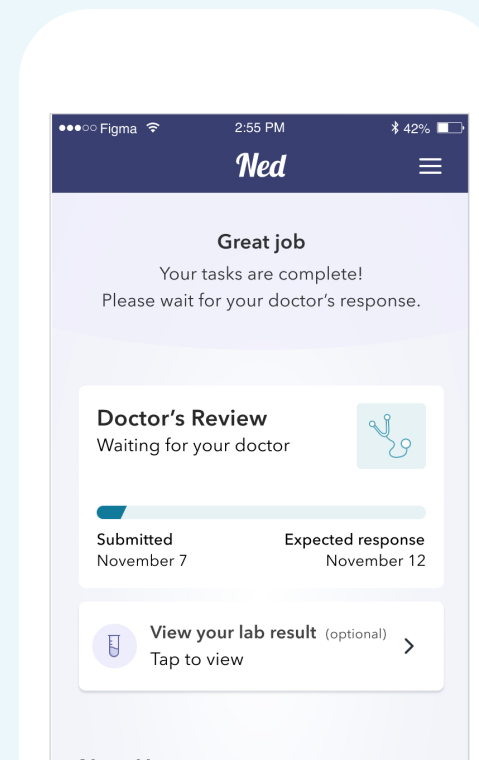 Figma
2:55 PM
42%
Ned
Great job
Your tasks are complete!
Please wait for your doctor's response.
Doctor's Review
Waiting for your doctor
Submitted
Expected response
November 7
November 12
View your lab result (optional)
Tap to view